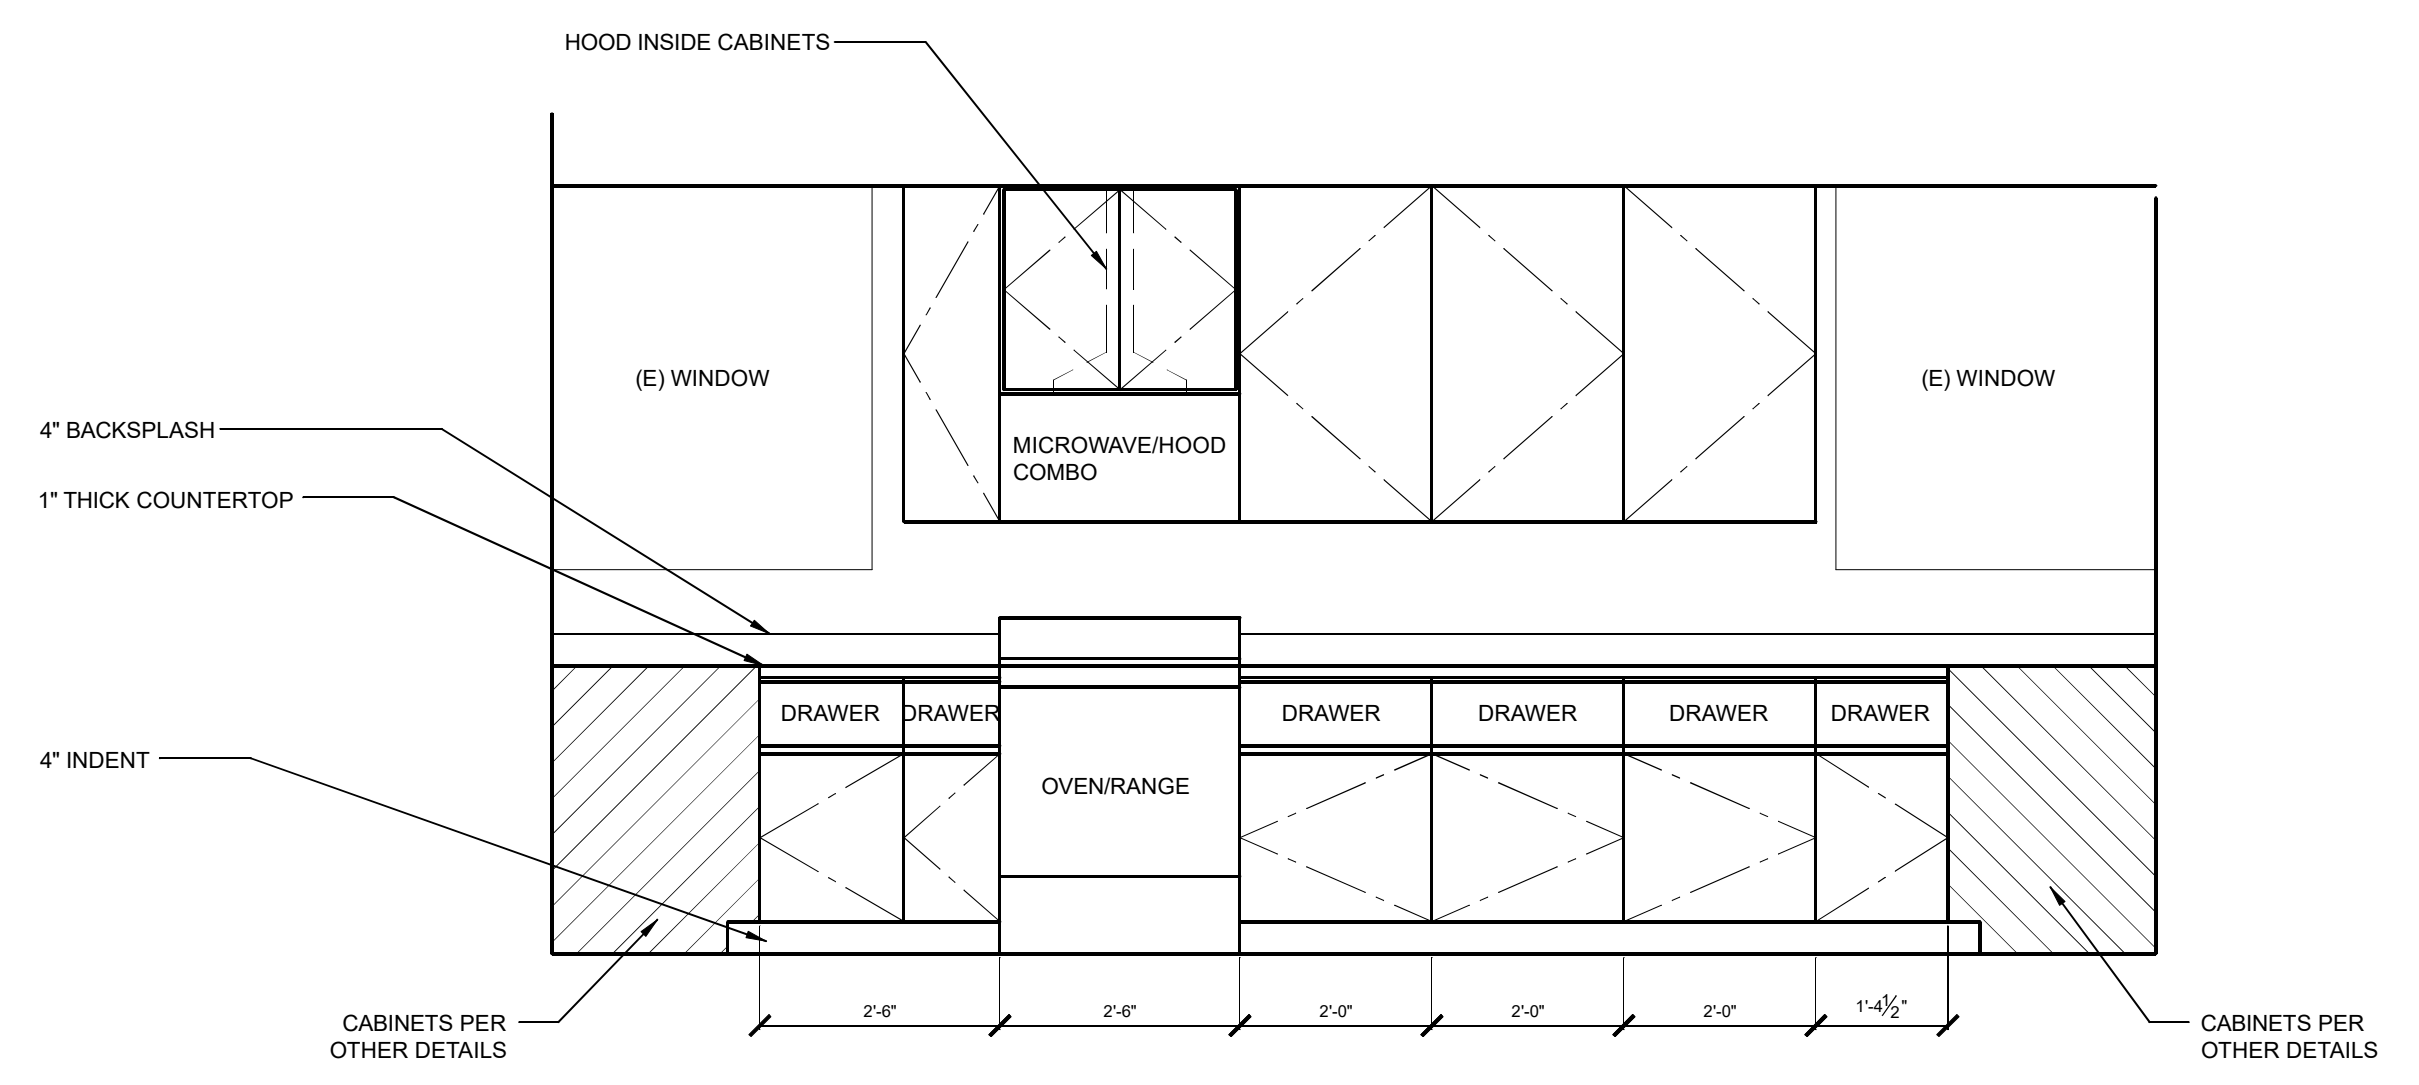 HOOD INSIDE CABINETS
(E) WINDOW
(E) WINDOW
4" BACKSPLASH
MICROWAVE/HOOD
COMBO
1" THICK COUNTERTOP
DRAWER
DRAWER
DRAWER
DRAWER
DRAWER
DRAWER
4" INDENT
OVEN/RANGE
2'-6"
2'-6"
2'-0"
2'-0"
2'-0"
1'-4½"
CABINETS PER
OTHER DETAILS
CABINETS PER
OTHER DETAILS